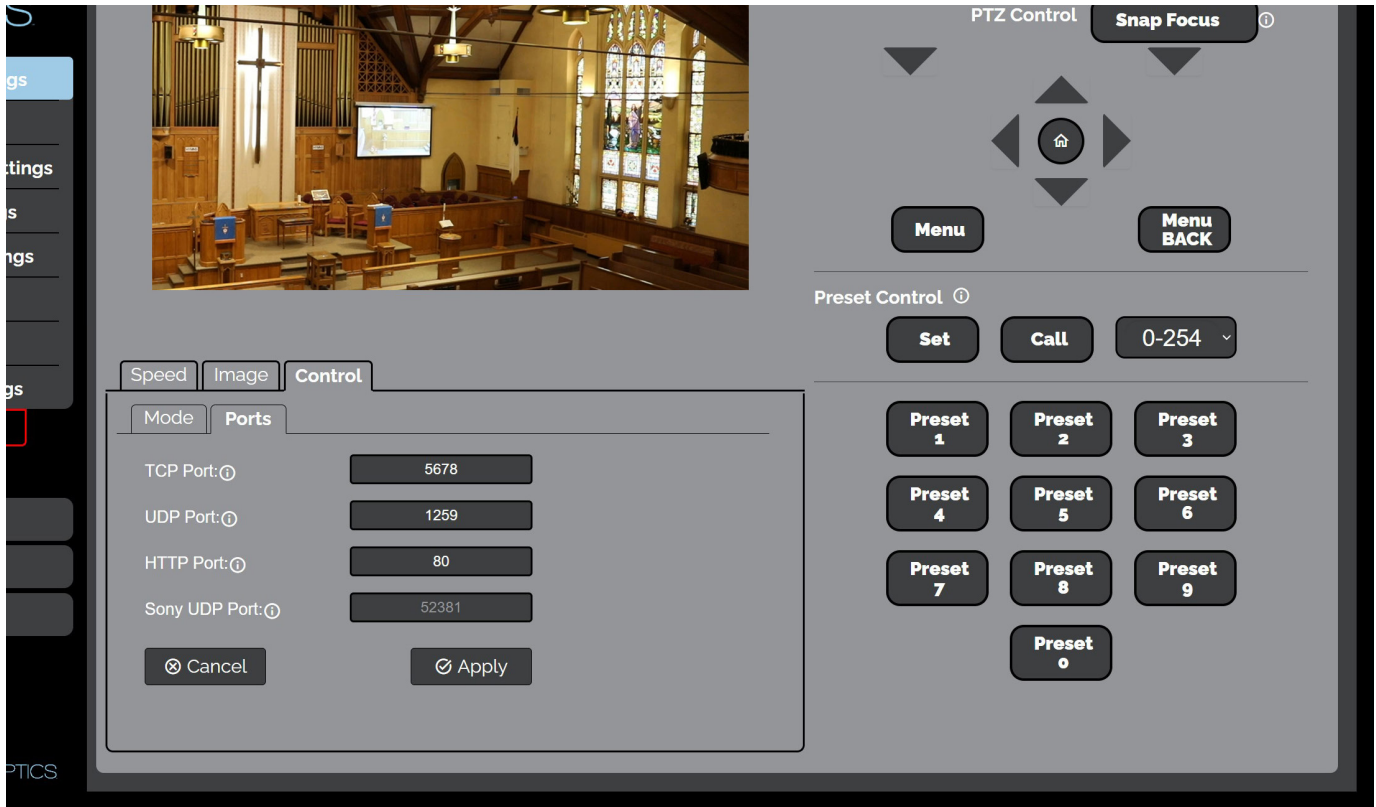 S
PTZ Control
Snap Focus
gs
ttings
s
ngs
gs
Menu
Menu
BACK
Preset Control
Set
Call
0-254
Speed
Image
Control
Mode
Ports
TCP Port:
5678
UDP Port:
1259
HTTP Port:
80
Sony UDP Port:
52381
Cancel
Apply
Preset
1
Preset
2
Preset
3
Preset
4
Preset
5
Preset
6
Preset
7
Preset
8
Preset
9
Preset
0
PTICS